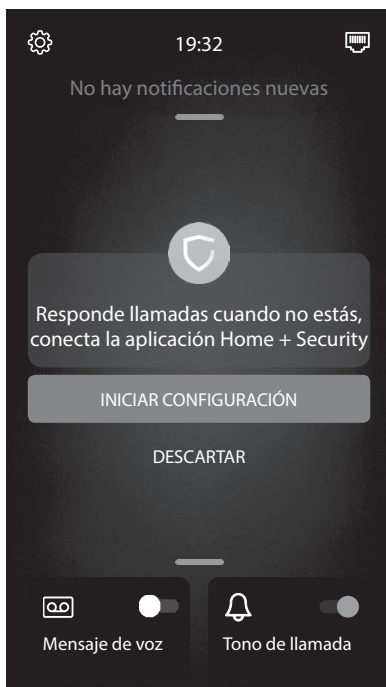 19:32
No hay notificaciones nuevas
Responde llamadas cuando no estás,
conecta la aplicación Home + Security
INICIAR CONFIGURACIÓN
DESCARTAR
Mensaje de voz
Tono de llamada